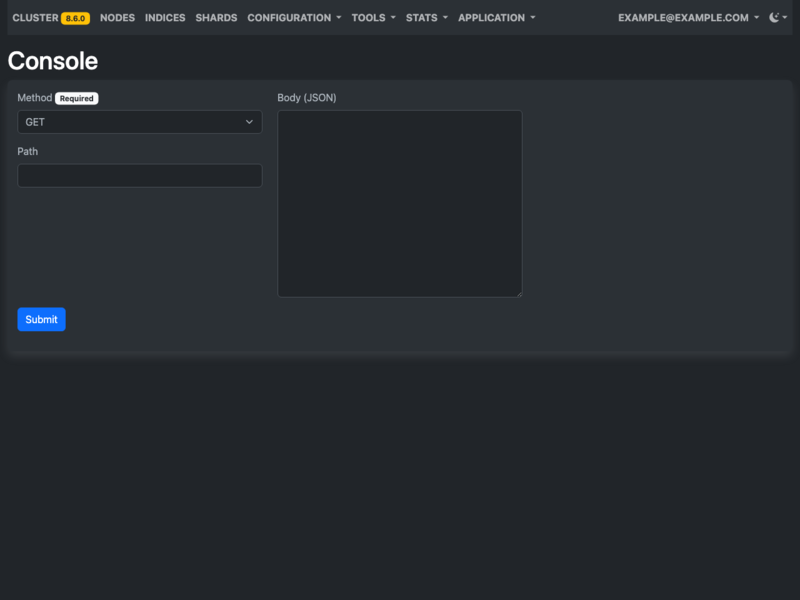 CLUSTER 8.6.0 NODES INDICES SHARDS CONFIGURATION TOOLS STATS APPLICATION EXAMPLE@EXAMPLE.COM
Console
Method Required
GET
Path
Body (JSON)
Submit